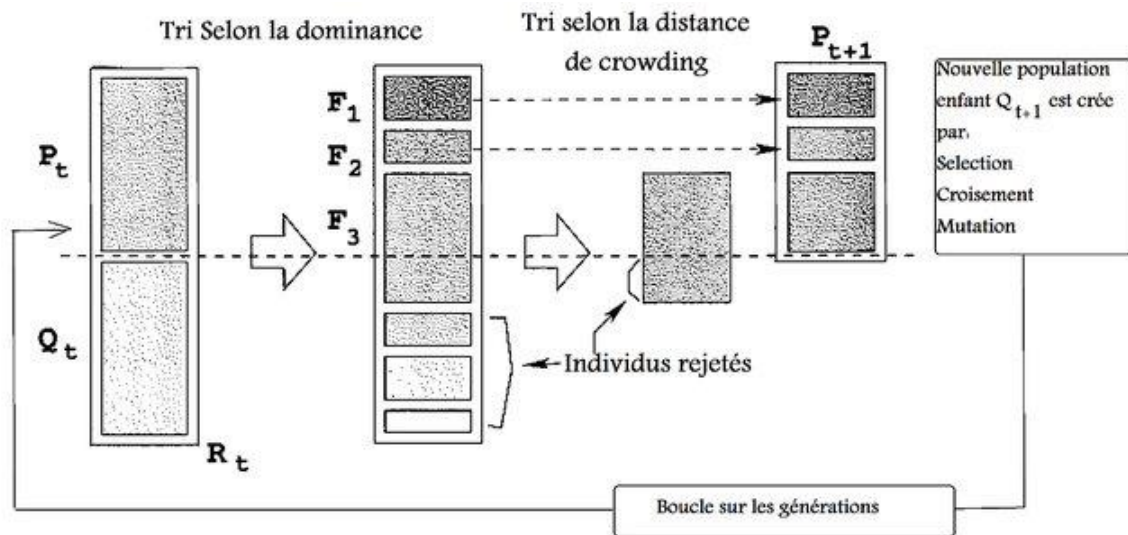 Tri Selon la dominance
Tri selon la distance
de crowding
P t+1
Nouvelle population
enfant Q t+1 est crée
par:
Selection
Croisement
Mutation
F 1
F 2
F 3
P t
Q t
R t
Individus rejetés
Boucle sur les générations